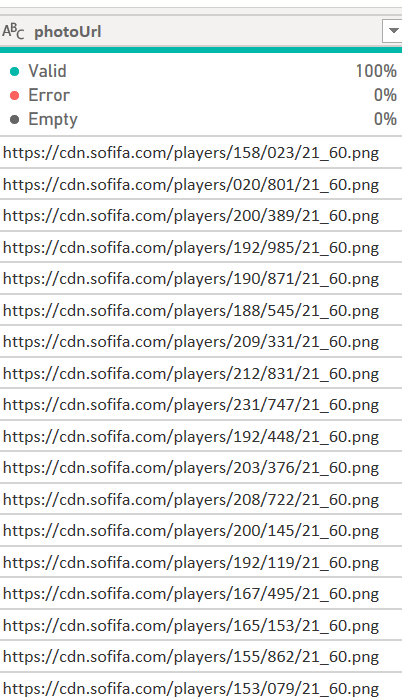 ABC photoUrl
Valid 100%
Error 0%
Empty 0%
https://cdn.sofifa.com/players/158/023/21_60.png
https://cdn.sofifa.com/players/020/801/21_60.png
https://cdn.sofifa.com/players/200/389/21_60.png
https://cdn.sofifa.com/players/192/985/21_60.png
https://cdn.sofifa.com/players/190/871/21_60.png
https://cdn.sofifa.com/players/188/545/21_60.png
https://cdn.sofifa.com/players/209/331/21_60.png
https://cdn.sofifa.com/players/212/831/21_60.png
https://cdn.sofifa.com/players/231/747/21_60.png
https://cdn.sofifa.com/players/192/448/21_60.png
https://cdn.sofifa.com/players/203/376/21_60.png
https://cdn.sofifa.com/players/208/722/21_60.png
https://cdn.sofifa.com/players/200/145/21_60.png
https://cdn.sofifa.com/players/192/119/21_60.png
https://cdn.sofifa.com/players/167/495/21_60.png
https://cdn.sofifa.com/players/165/153/21_60.png
https://cdn.sofifa.com/players/155/862/21_60.png
https://cdn.sofifa.com/players/153/079/21_60.png